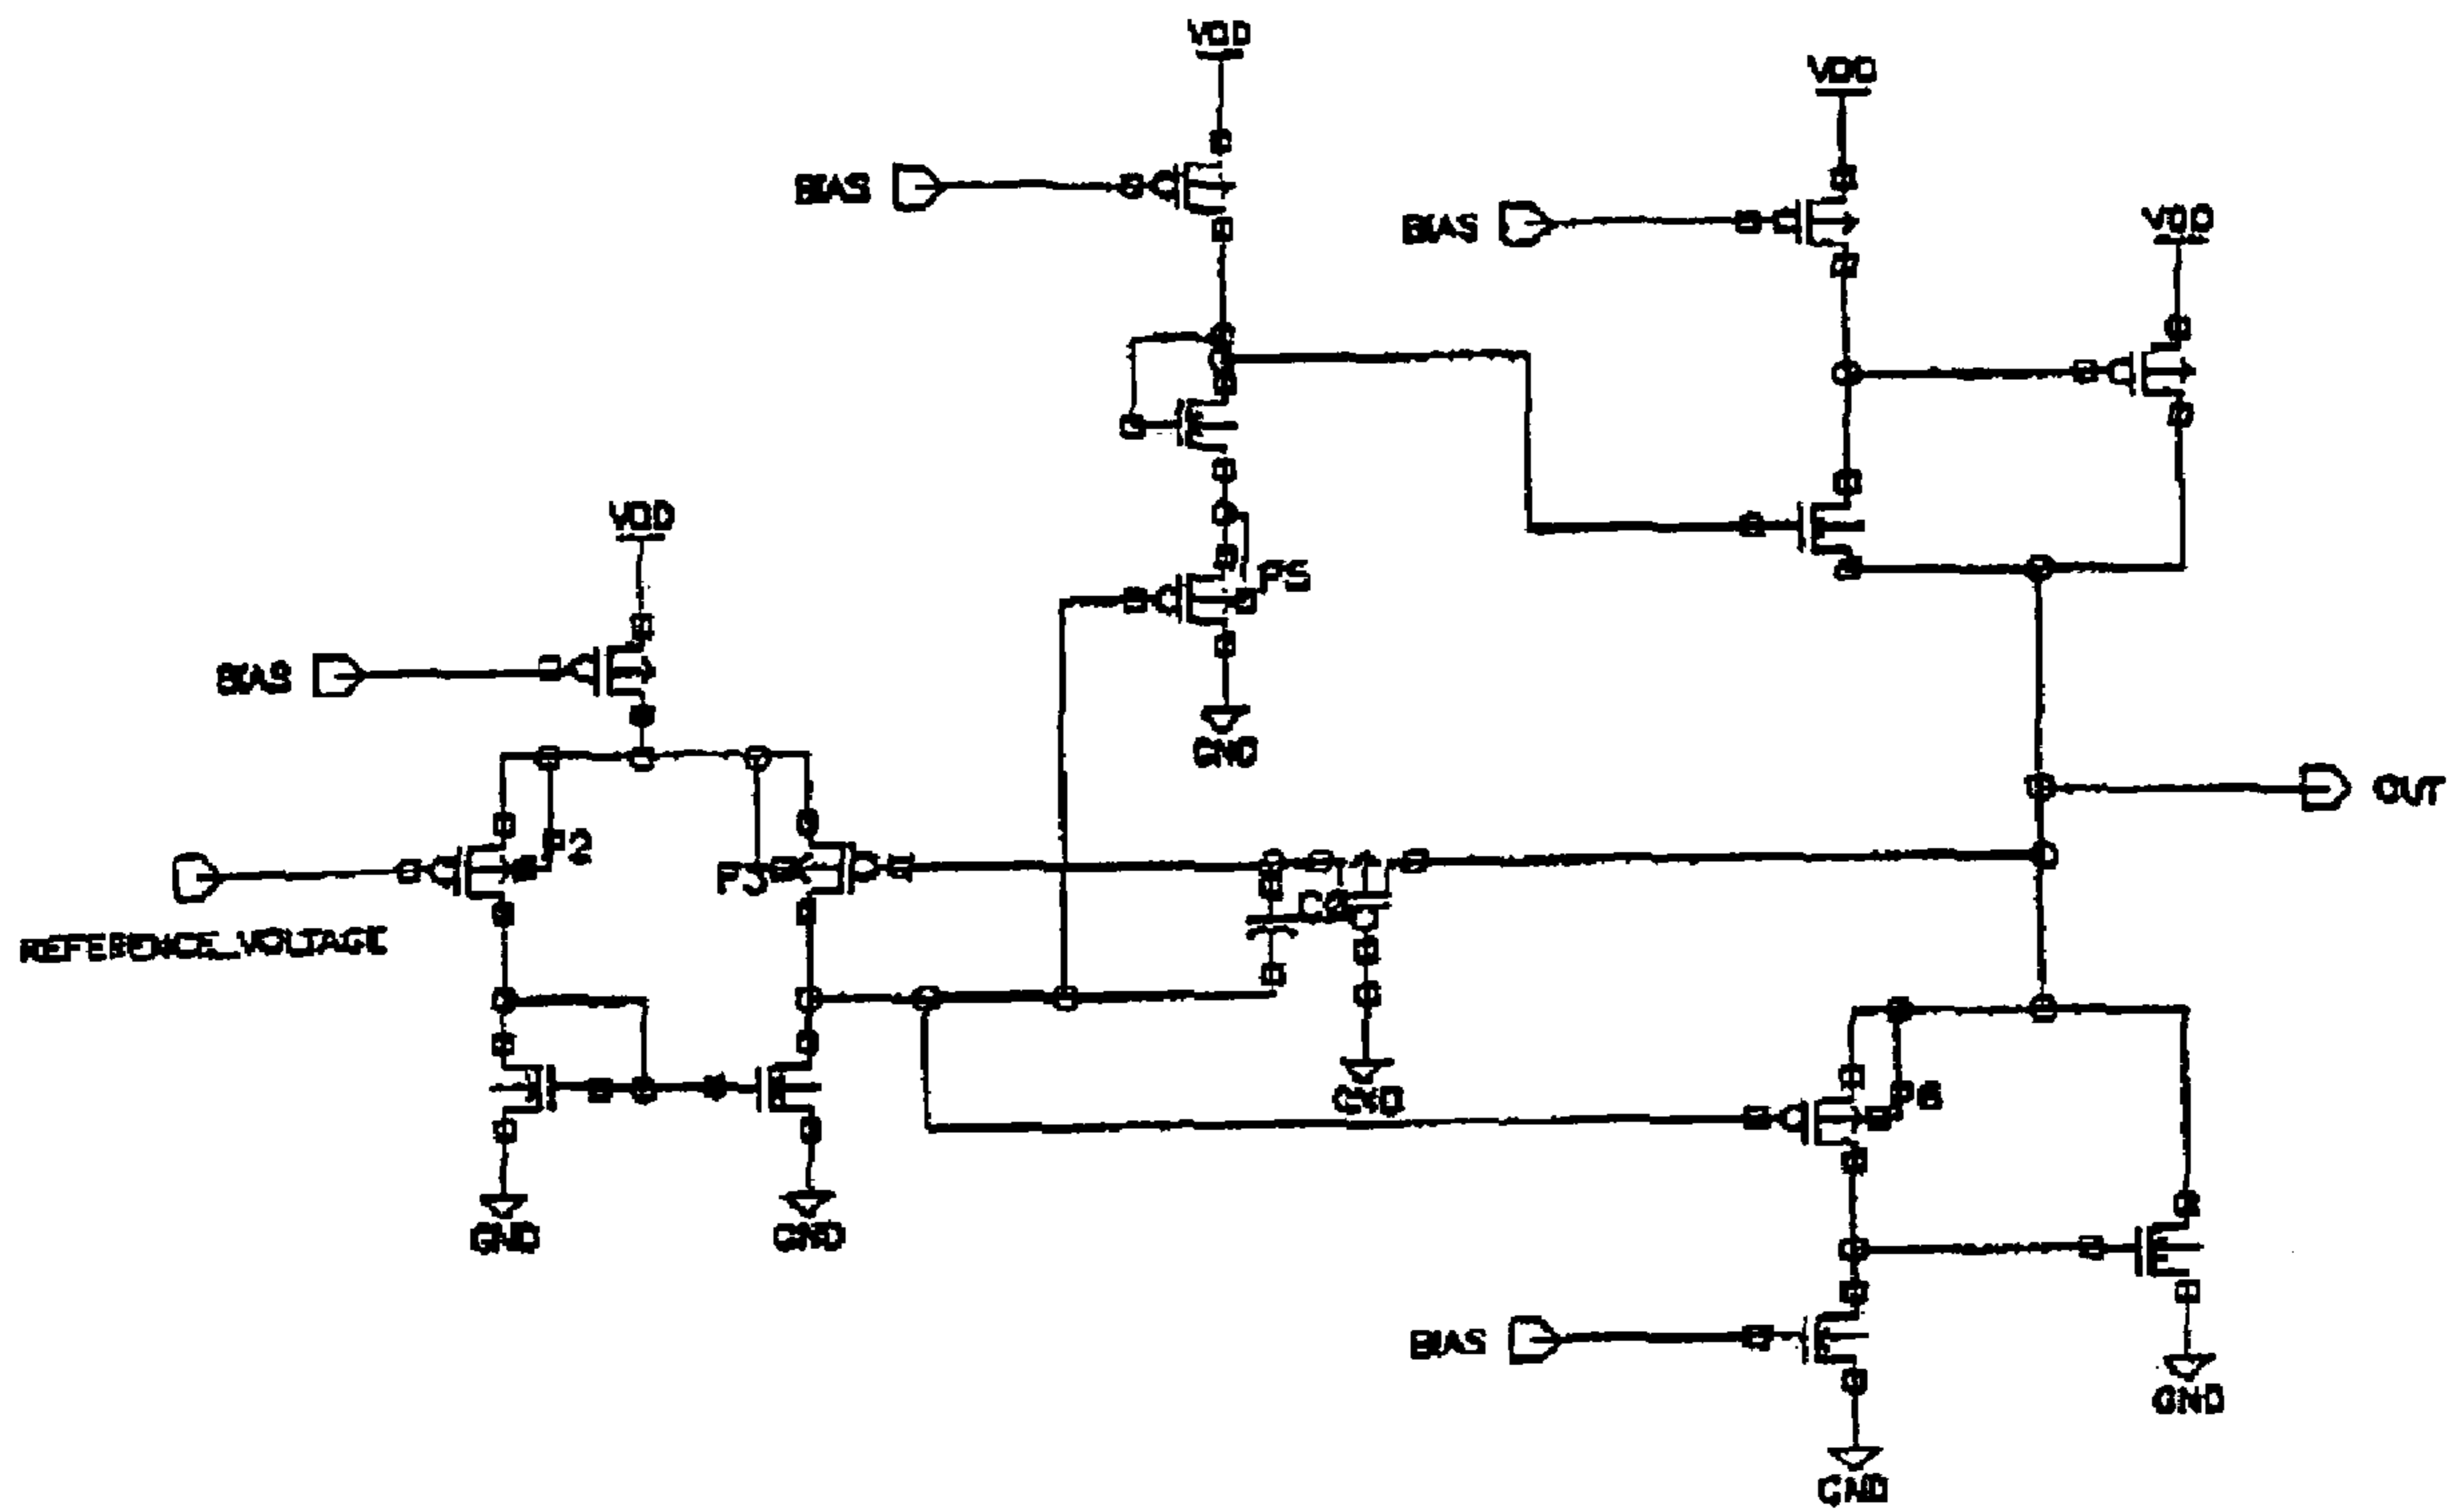 VDD
VDD
BIAS
BIAS
VDD
VDD
P5
BIAS
GND
OUT
P2
P3
REFERENCE_VOLTAGE
GND
GND
GND
BIAS
GND
GND